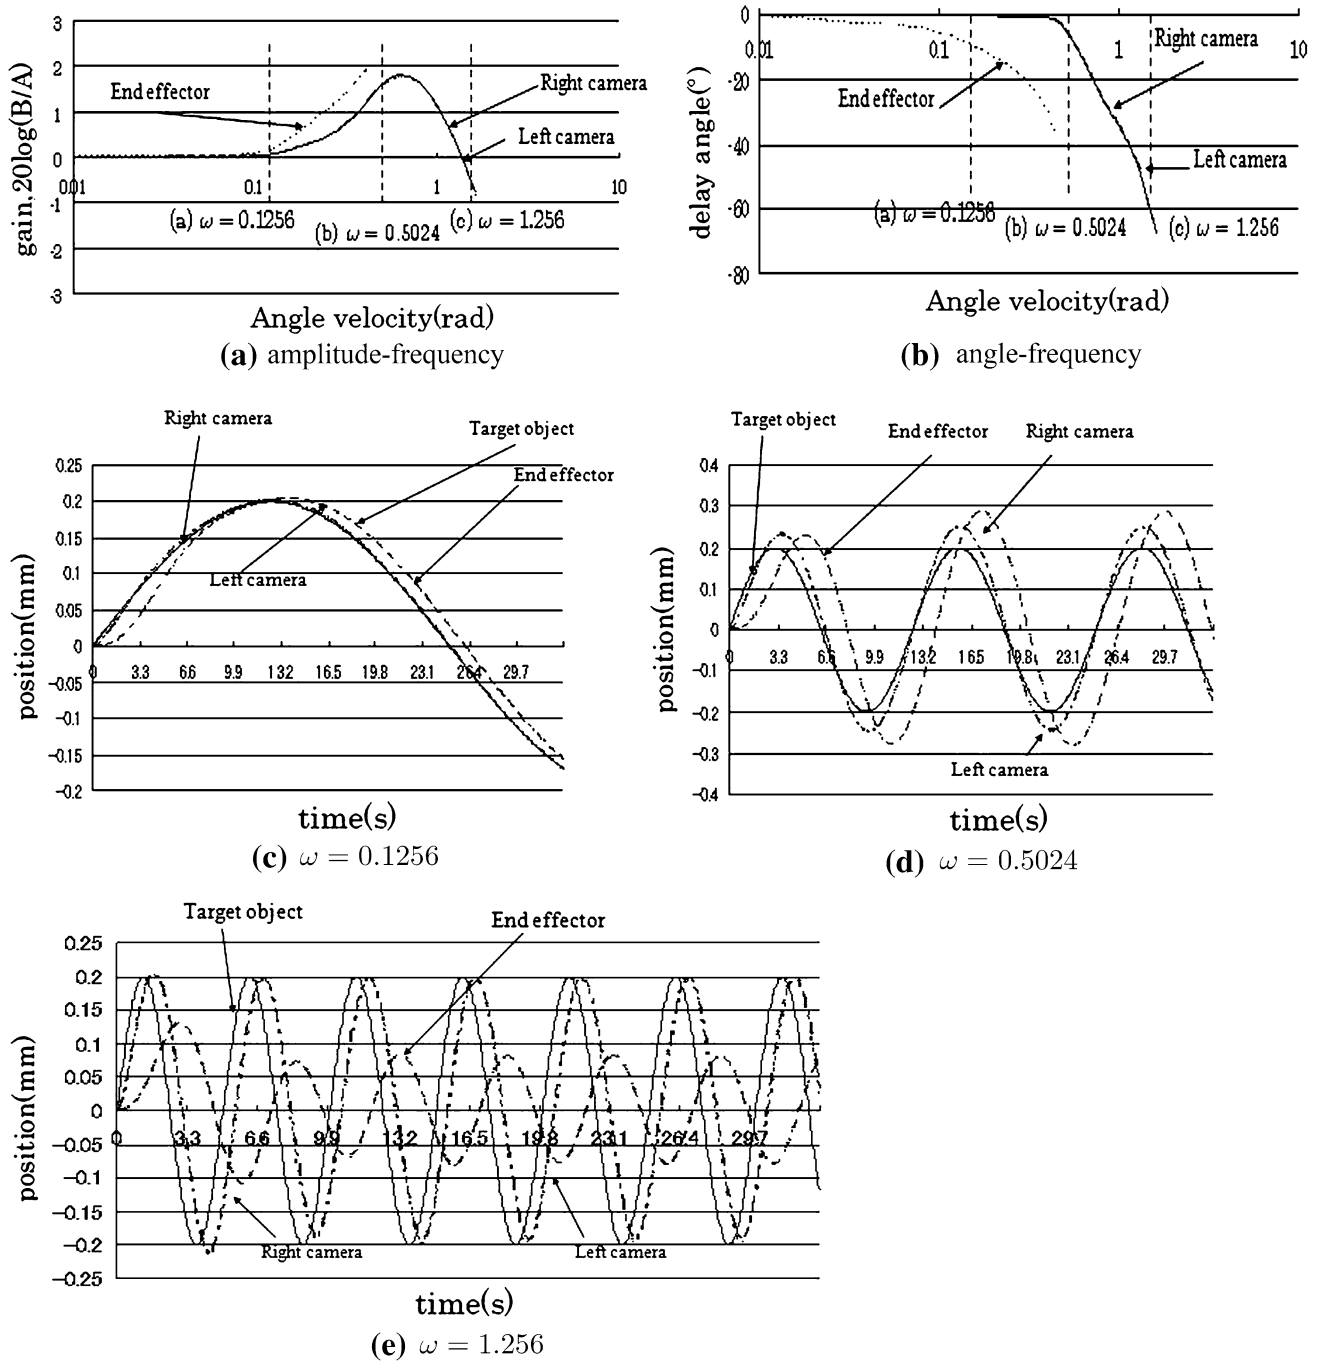 3
2
1
0
-1
-2
-3
0.01
0.1
1
10
gain,20log(B/A)
End effector
Right camera
Left camera
(a) ω = 0.1256
(b) ω = 0.5024
(c) ω = 1.256
Angle velocity(rad)
(a) amplitude-frequency
0
-20
-40
-60
-80
0.01
0.1
1
10
delay angle(°)
Right camera
End effector
Left camera
(a) ω = 0.1256
(b) ω = 0.5024
(c) ω = 1.256
Angle velocity(rad)
(b) angle-frequency
Right camera
Target object
End effector
Left camera
0.25
0.2
0.15
0.1
0.05
0
-0.05
-0.1
-0.15
-0.2
0 3.3 6.6 9.9 13.2 16.5 19.8 23.1 26.4 29.7
position(mm)
time(s)
(c) ω = 0.1256
Target object
End effector
Right camera
Left camera
0.4
0.3
0.2
0.1
0
-0.1
-0.2
-0.3
-0.4
0 3.3 6.6 9.9 13.2 16.5 19.8 23.1 26.4 29.7
position(mm)
time(s)
(d) ω = 0.5024
Target object
End effector
0.25
0.2
0.15
0.1
0.05
0
-0.05
-0.1
-0.15
-0.2
-0.25
0 3.3 6.6 9.9 13.2 16.5 19.8 23.1 26.4 29.7
position(mm)
Right camera
Left camera
time(s)
(e) ω = 1.256